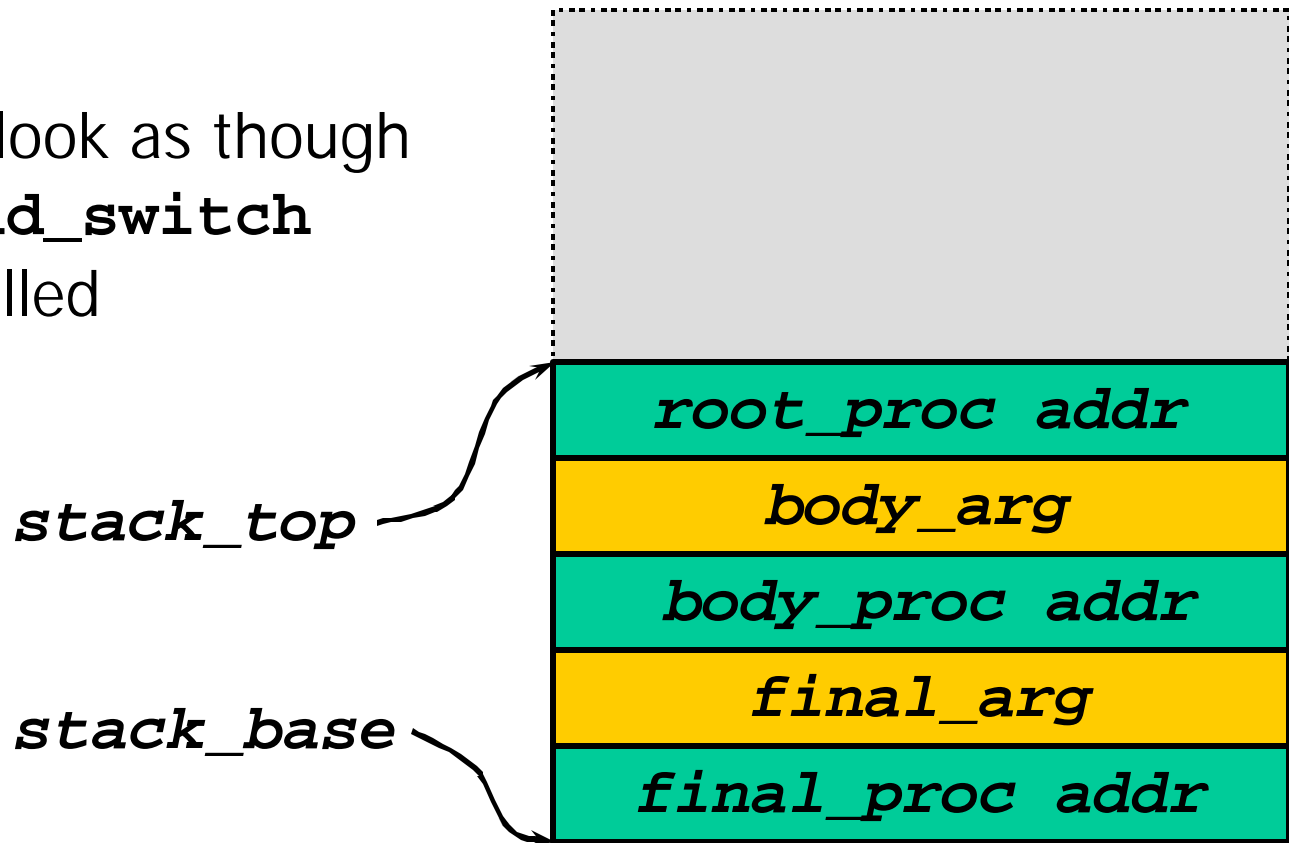 look as though
d_switch
lled
root_proc addr
body_arg
stack_top
body_proc addr
final_arg
stack_base
final_proc addr